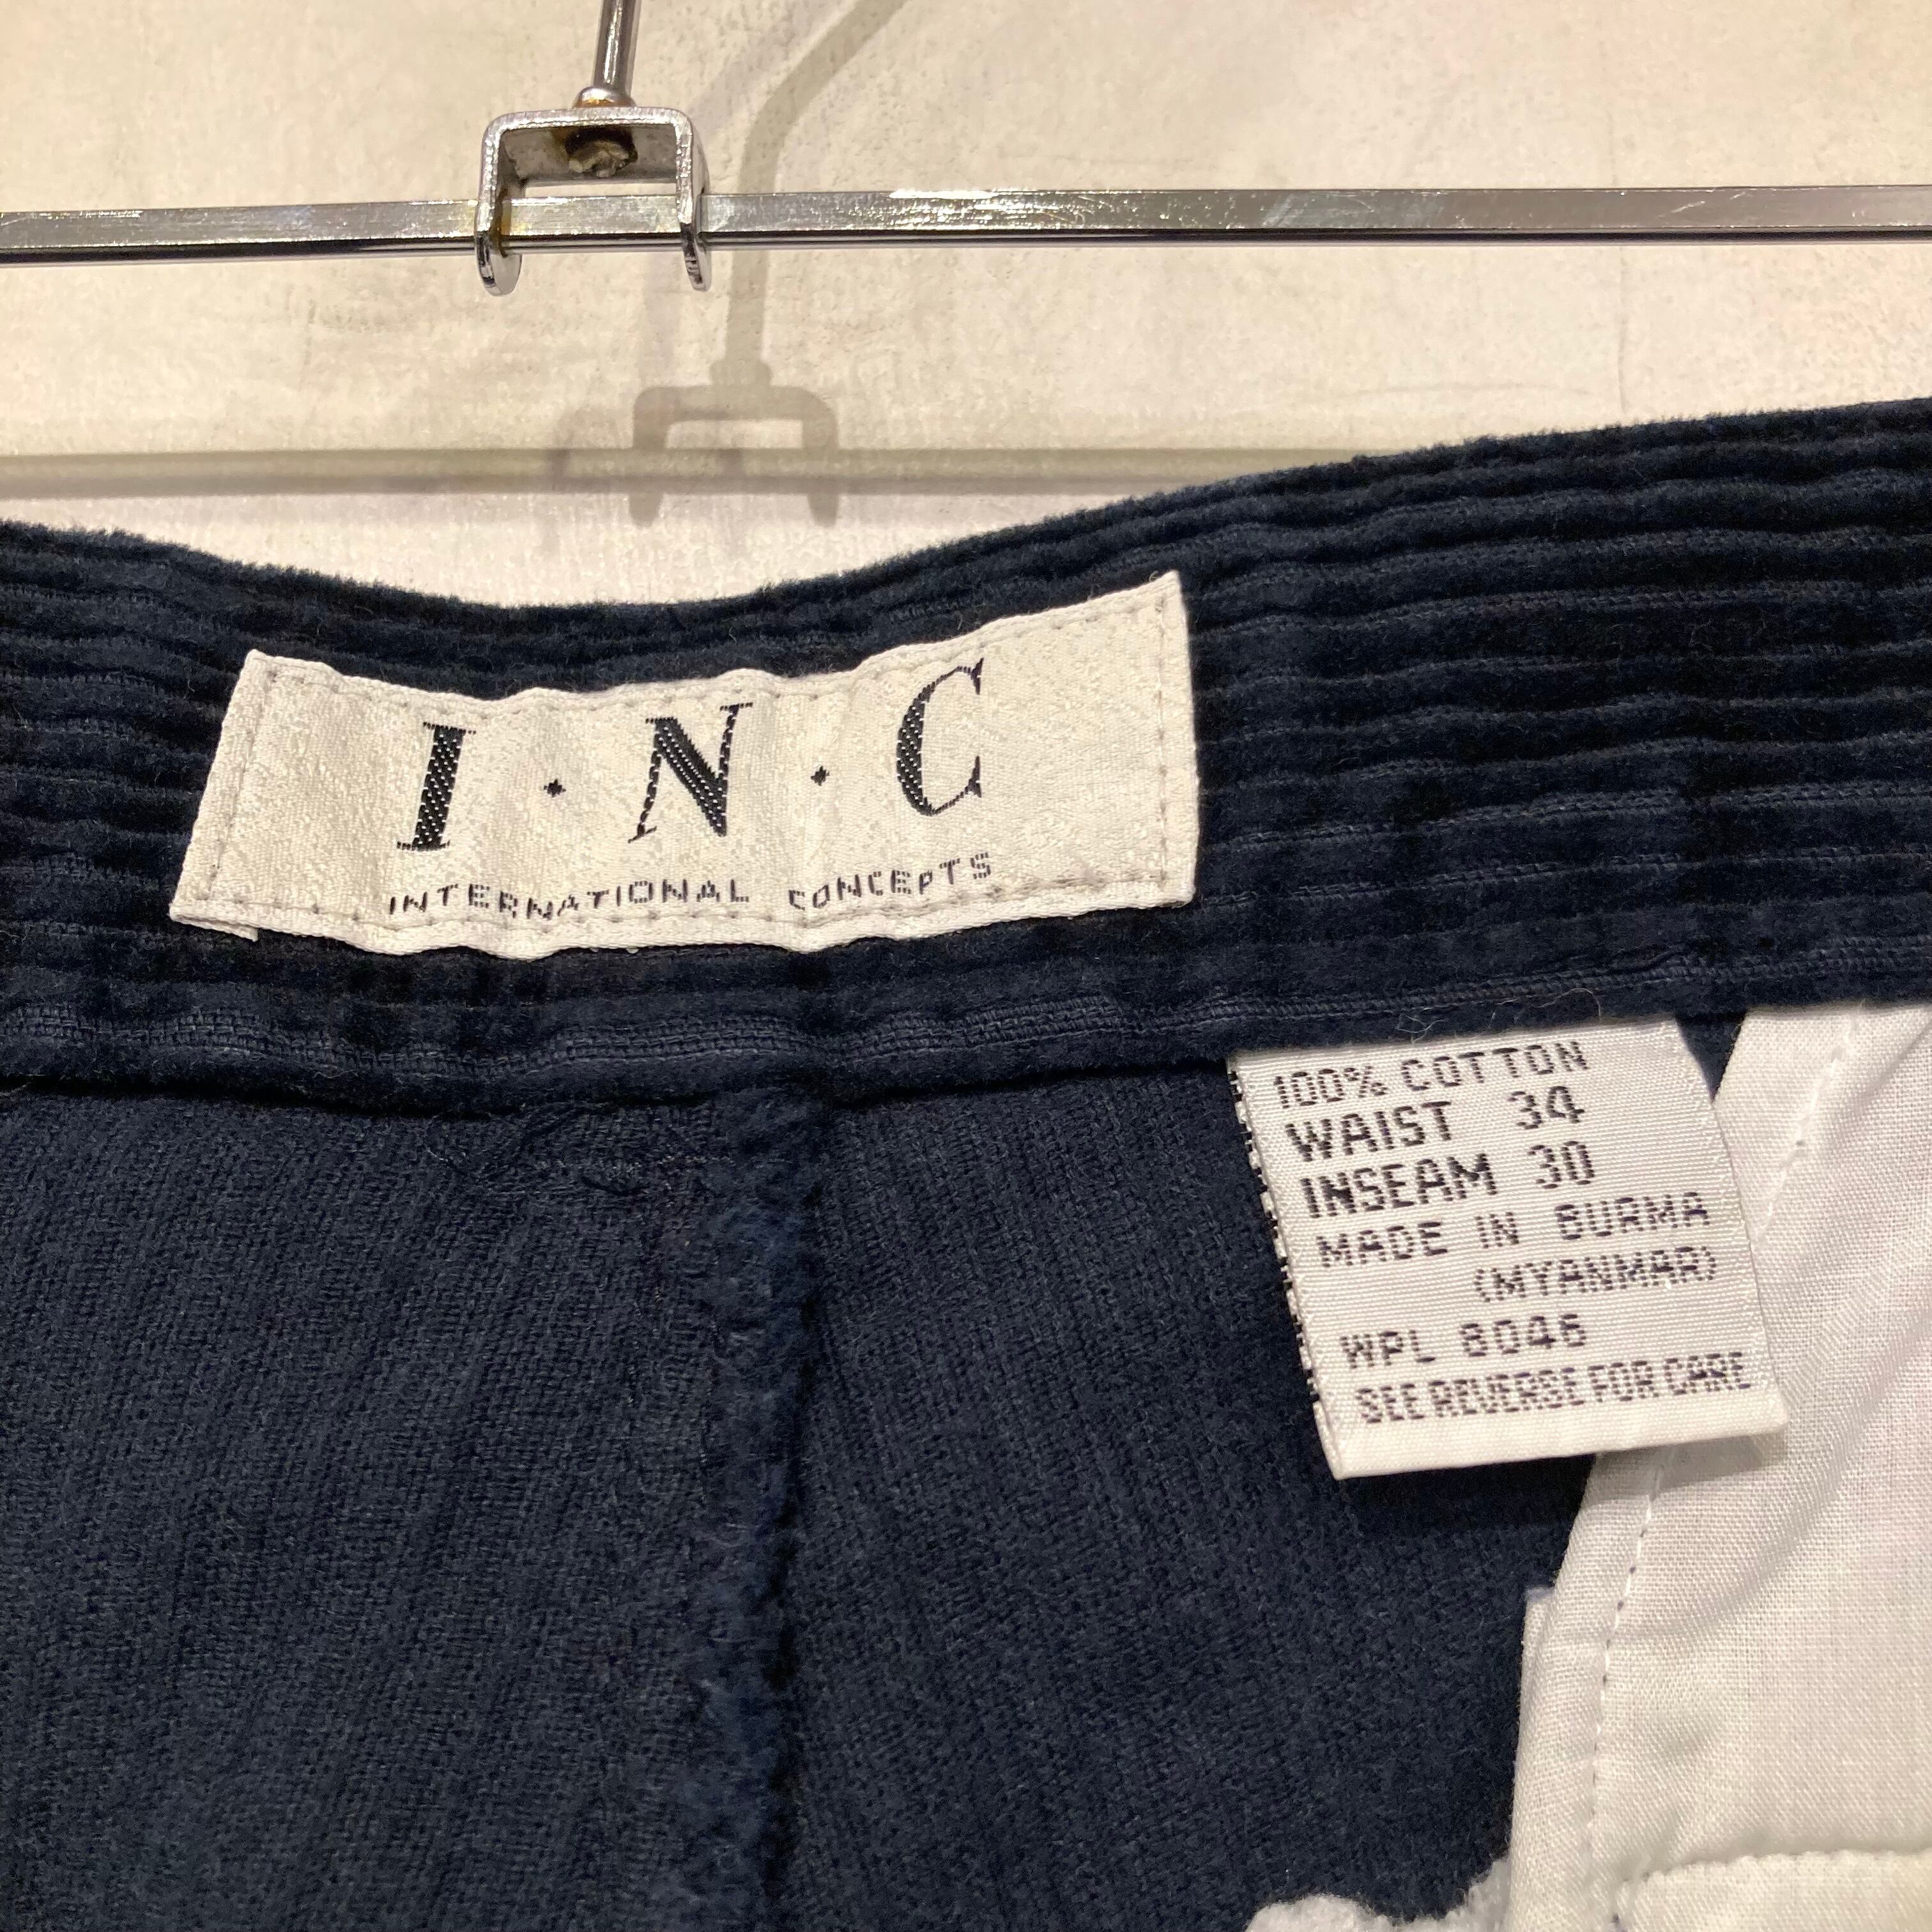 I·N·C
INTERNATIONAL CONCEPTS
100% COTTON
WAIST 34
INSEAM 30
MADE IN BURMA
(MYANMAR)
WPL 8046
SEE REVERSE FOR CARE